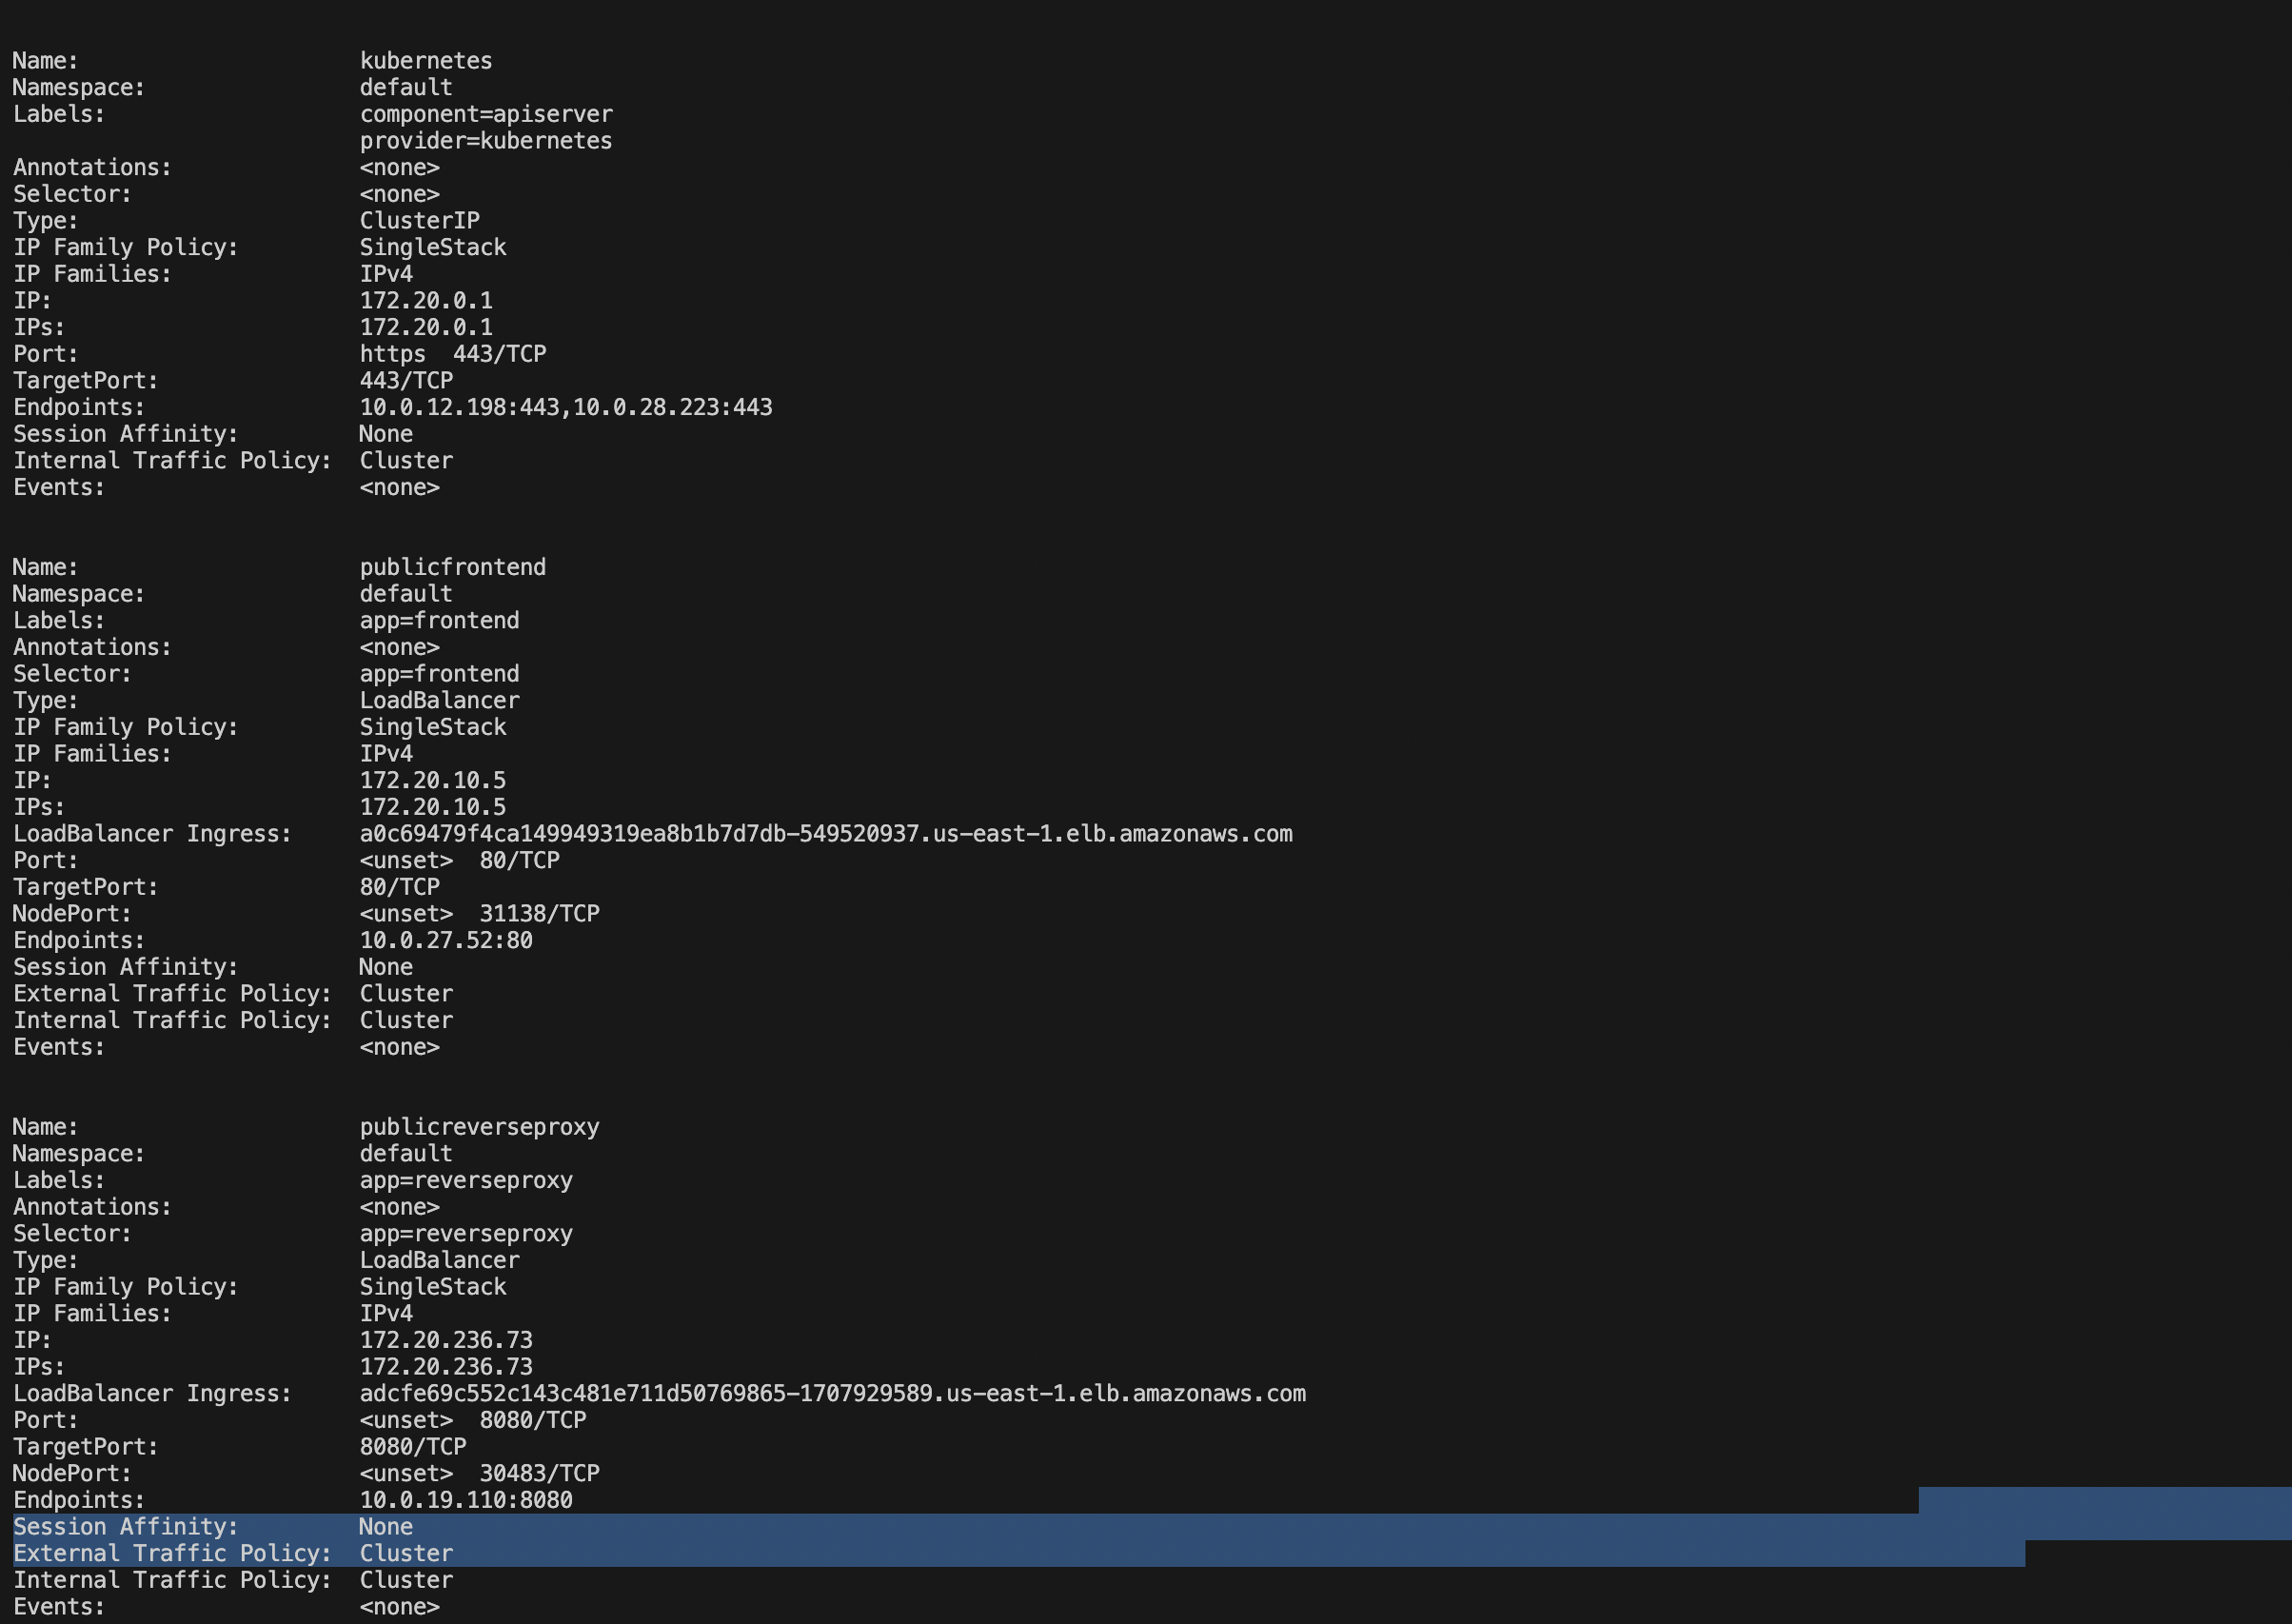 Name:                     kubernetes
Namespace:                default
Labels:                   component=apiserver
                          provider=kubernetes
Annotations:              <none>
Selector:                 <none>
Type:                     ClusterIP
IP Family Policy:         SingleStack
IP Families:              IPv4
IP:                       172.20.0.1
IPs:                      172.20.0.1
Port:                     https  443/TCP
TargetPort:               443/TCP
Endpoints:                10.0.12.198:443,10.0.28.223:443
Session Affinity:         None
Internal Traffic Policy:  Cluster
Events:                   <none>

Name:                     publicfrontend
Namespace:                default
Labels:                   app=frontend
Annotations:              <none>
Selector:                 app=frontend
Type:                     LoadBalancer
IP Family Policy:         SingleStack
IP Families:              IPv4
IP:                       172.20.10.5
IPs:                      172.20.10.5
LoadBalancer Ingress:     a0c69479f4ca149949319ea8b1b7d7db-549520937.us-east-1.elb.amazonaws.com
Port:                     <unset>  80/TCP
TargetPort:               80/TCP
NodePort:                 <unset>  31138/TCP
Endpoints:                10.0.27.52:80
Session Affinity:         None
External Traffic Policy:  Cluster
Internal Traffic Policy:  Cluster
Events:                   <none>

Name:                     publicreverseproxy
Namespace:                default
Labels:                   app=reverseproxy
Annotations:              <none>
Selector:                 app=reverseproxy
Type:                     LoadBalancer
IP Family Policy:         SingleStack
IP Families:              IPv4
IP:                       172.20.236.73
IPs:                      172.20.236.73
LoadBalancer Ingress:     adcfe69c552c143c481e711d50769865-1707929589.us-east-1.elb.amazonaws.com
Port:                     <unset>  8080/TCP
TargetPort:               8080/TCP
NodePort:                 <unset>  30483/TCP
Endpoints:                10.0.19.110:8080
Session Affinity:         None
External Traffic Policy:  Cluster
Internal Traffic Policy:  Cluster
Events:                   <none>